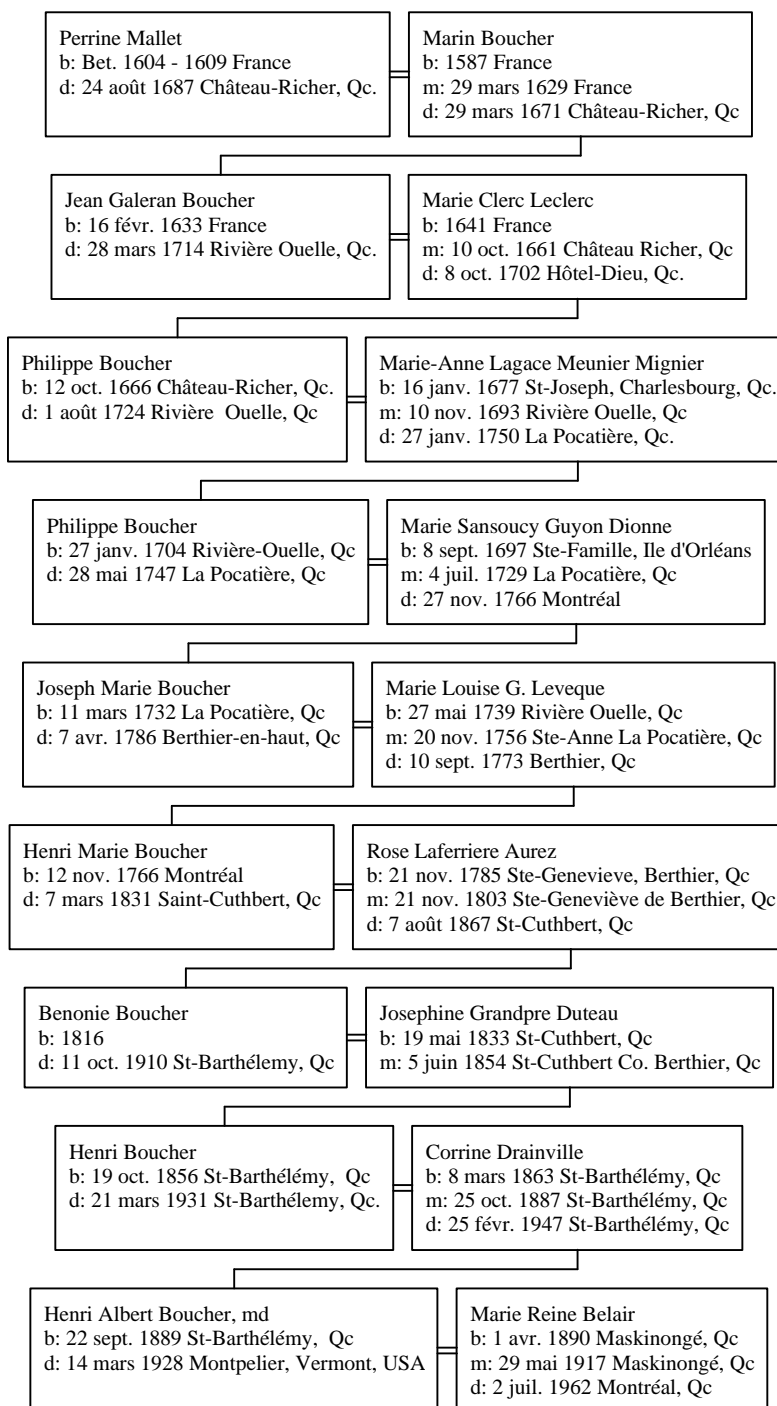 Perrine Mallet
b: Bet. 1604 - 1609 France
d: 24 août 1687 Château-Richer, Qc.
Marin Boucher
b: 1587 France
m: 29 mars 1629 France
d: 29 mars 1671 Château-Richer, Qc
Jean Galeran Boucher
b: 16 févr. 1633 France
d: 28 mars 1714 Rivière Ouelle, Qc.
Marie Clerc Leclerc
b: 1641 France
m: 10 oct. 1661 Château Richer, Qc
d: 8 oct. 1702 Hôtel-Dieu, Qc.
Philippe Boucher
b: 12 oct. 1666 Château-Richer, Qc.
d: 1 août 1724 Rivière  Ouelle, Qc
Marie-Anne Lagace Meunier Mignier
b: 16 janv. 1677 St-Joseph, Charlesbourg, Qc.
m: 10 nov. 1693 Rivière Ouelle, Qc
d: 27 janv. 1750 La Pocatière, Qc.
Philippe Boucher
b: 27 janv. 1704 Rivière-Ouelle, Qc
d: 28 mai 1747 La Pocatière, Qc
Marie Sansoucy Guyon Dionne
b: 8 sept. 1697 Ste-Famille, Ile d'Orléans
m: 4 juil. 1729 La Pocatière, Qc
d: 27 nov. 1766 Montréal
Joseph Marie Boucher
b: 11 mars 1732 La Pocatière, Qc
d: 7 avr. 1786 Berthier-en-haut, Qc
Marie Louise G. Leveque
b: 27 mai 1739 Rivière Ouelle, Qc
m: 20 nov. 1756 Ste-Anne La Pocatière, Qc
d: 10 sept. 1773 Berthier, Qc
Henri Marie Boucher
b: 12 nov. 1766 Montréal
d: 7 mars 1831 Saint-Cuthbert, Qc
Rose Laferriere Aurez
b: 21 nov. 1785 Ste-Genevieve, Berthier, Qc
m: 21 nov. 1803 Ste-Geneviève de Berthier, Qc
d: 7 août 1867 St-Cuthbert, Qc
Benonie Boucher
b: 1816
d: 11 oct. 1910 St-Barthélemy, Qc
Josephine Grandpre Duteau
b: 19 mai 1833 St-Cuthbert, Qc
m: 5 juin 1854 St-Cuthbert Co. Berthier, Qc
Henri Boucher
b: 19 oct. 1856 St-Barthélémy,  Qc
d: 21 mars 1931 St-Barthélemy, Qc.
Corrine Drainville
b: 8 mars 1863 St-Barthélémy, Qc
m: 25 oct. 1887 St-Barthélémy, Qc
d: 25 févr. 1947 St-Barthélémy, Qc
Henri Albert Boucher, md
b: 22 sept. 1889 St-Barthélémy,  Qc
d: 14 mars 1928 Montpelier, Vermont, USA
Marie Reine Belair
b: 1 avr. 1890 Maskinongé, Qc
m: 29 mai 1917 Maskinongé, Qc
d: 2 juil. 1962 Montréal, Qc